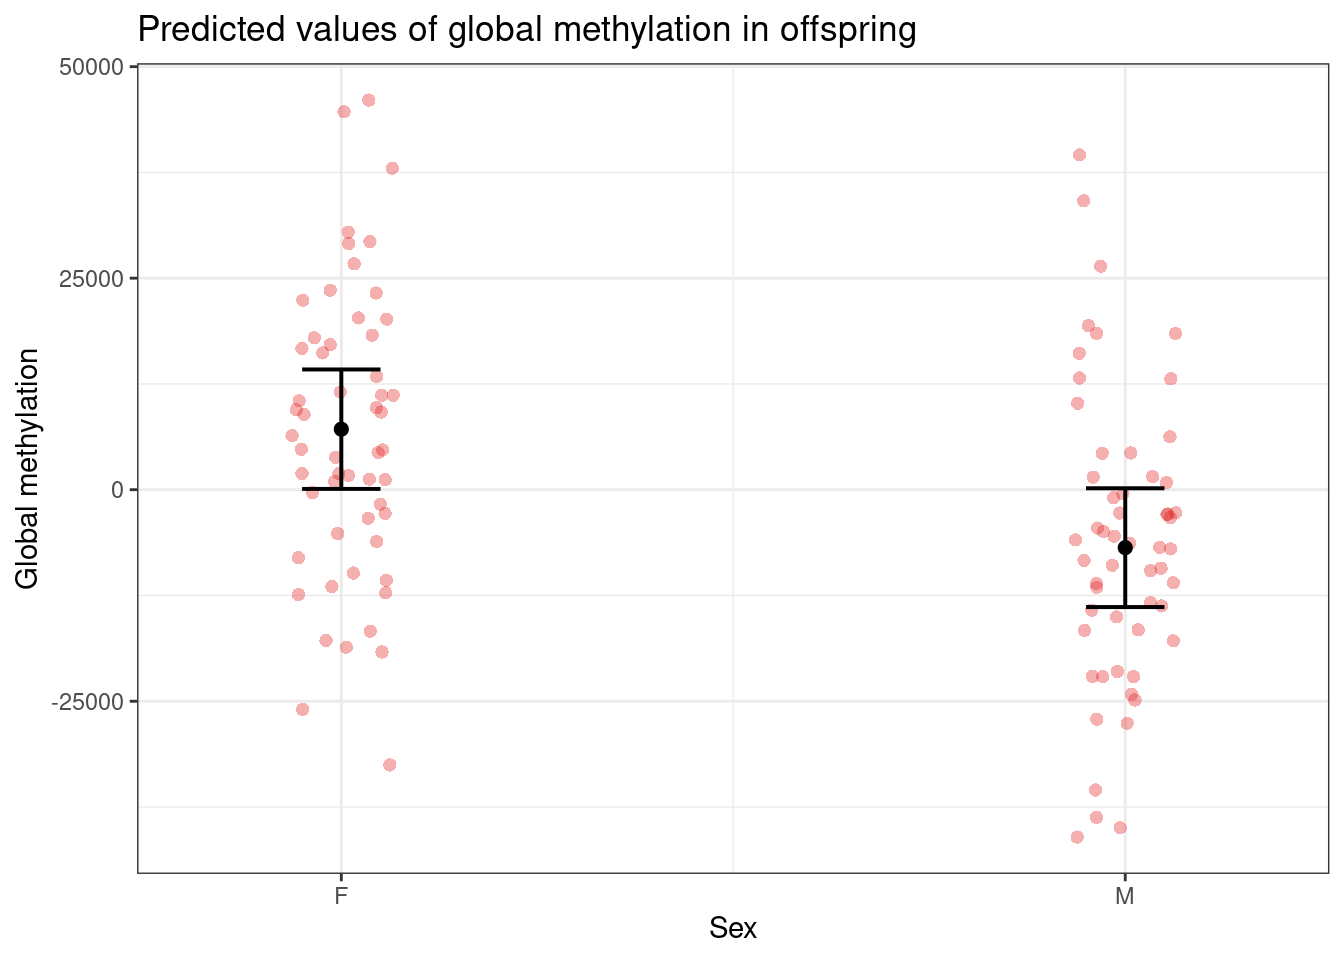 Predicted values of global methylation in offspring
Global methylation
50000
25000
0
-25000
F
M
Sex